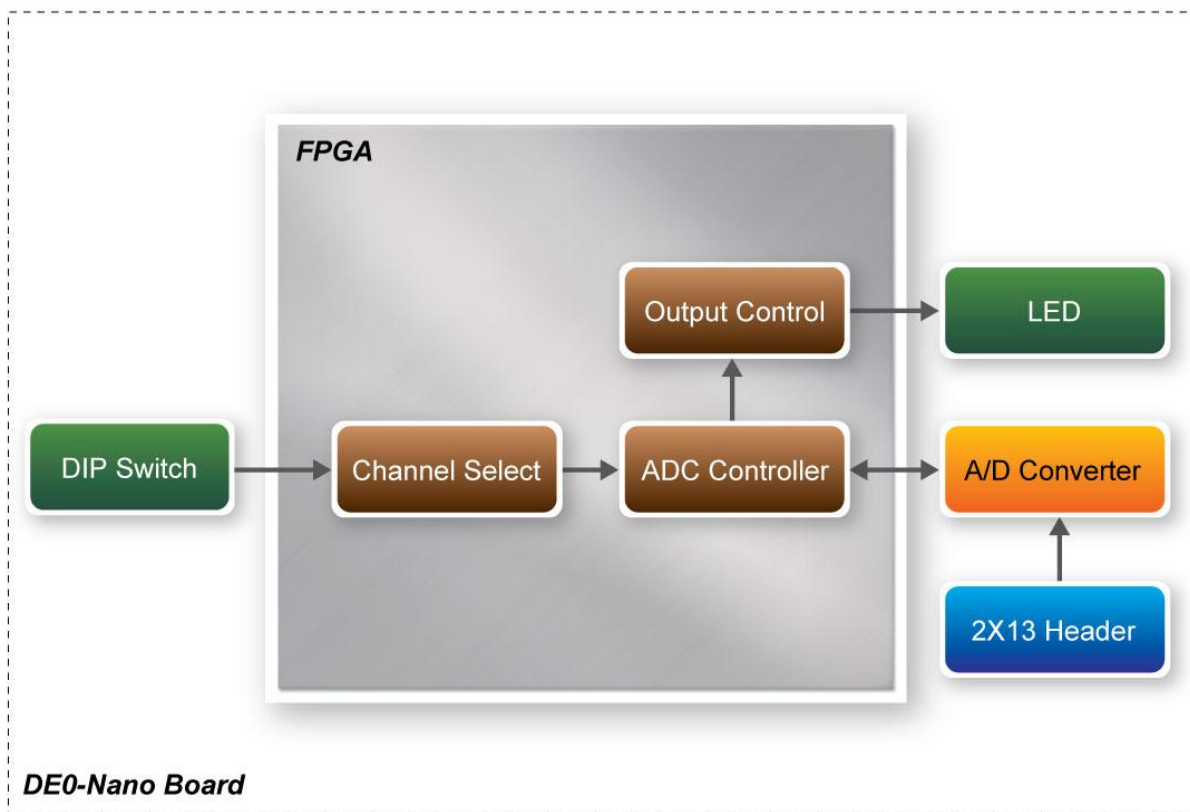 FPGA
Output Control
LED
DIP Switch
Channel Select
ADC Controller
A/D Converter
2X13 Header
DE0-Nano Board